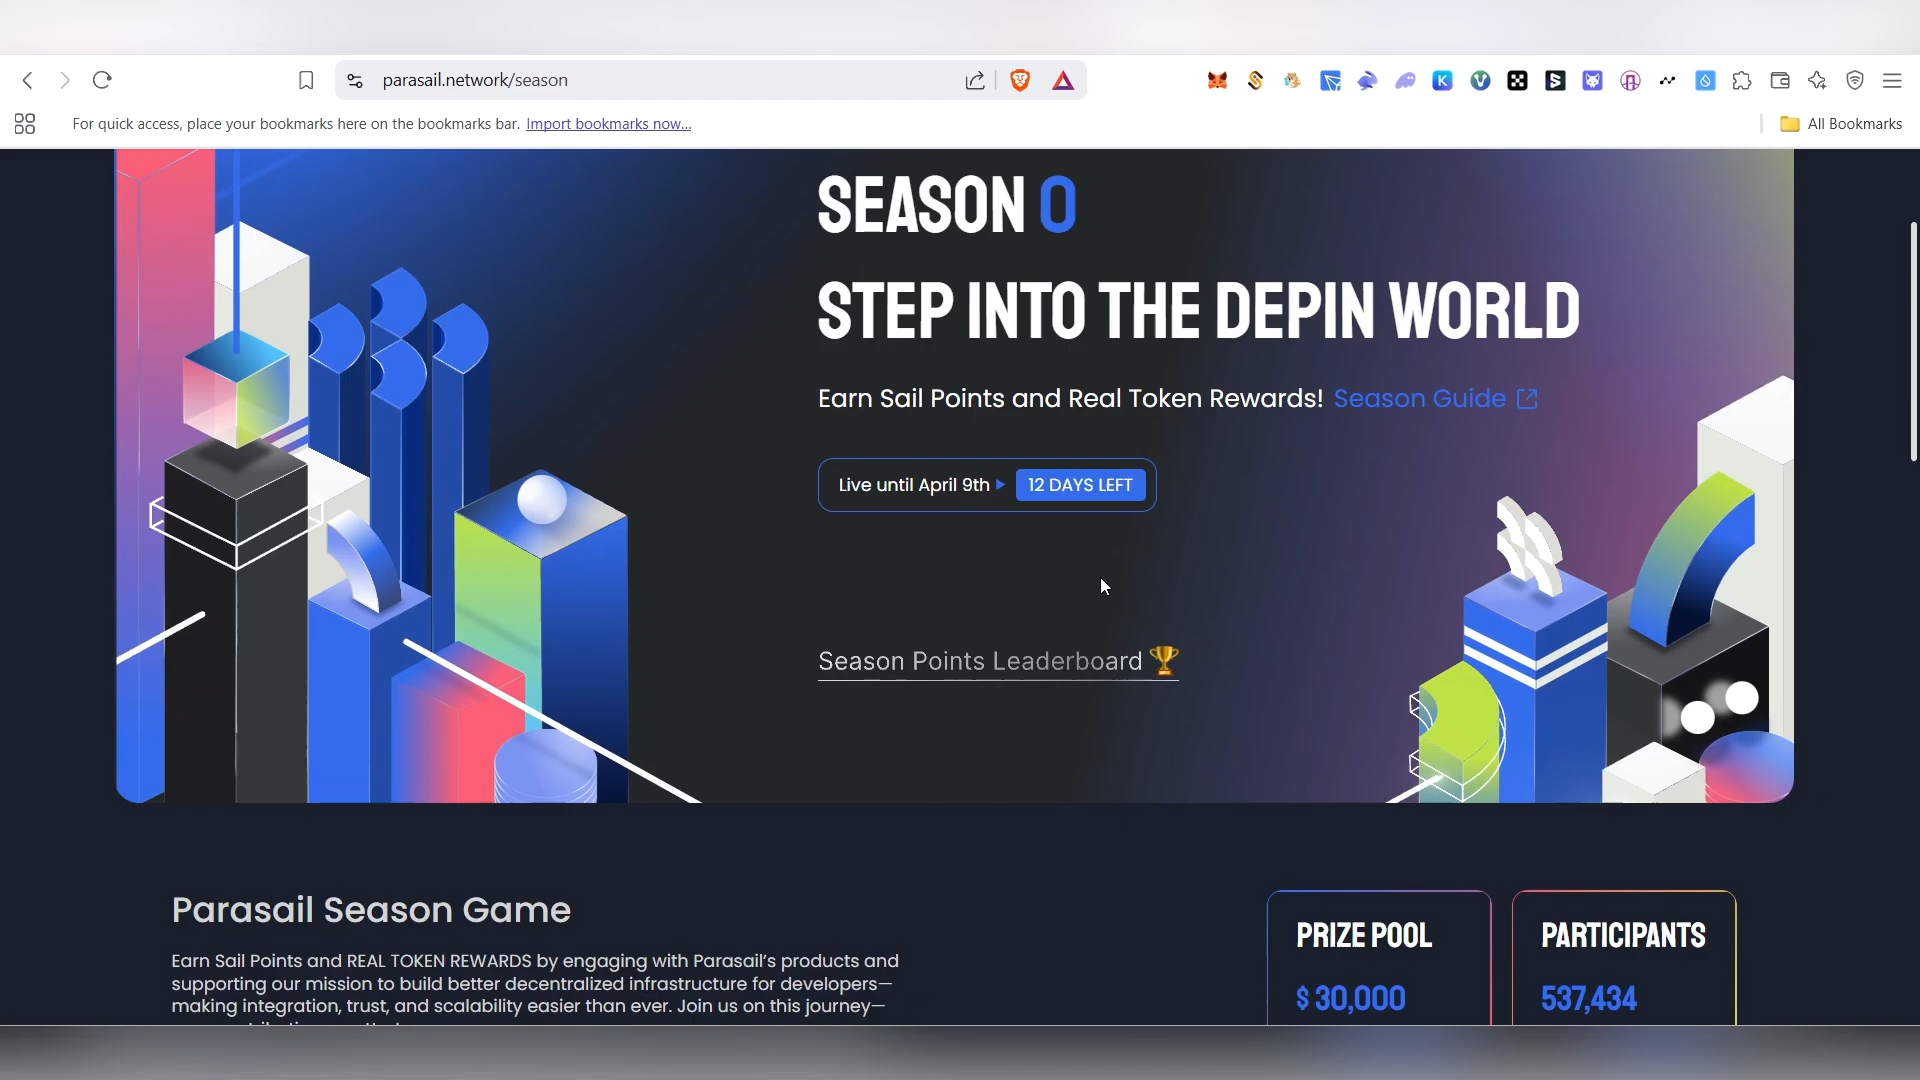 parasail.network/season
For quick access, place your bookmarks here on the bookmarks bar. Import bookmarks now...
All Bookmarks
SEASON 0
STEP INTO THE DEPIN WORLD
Earn Sail Points and Real Token Rewards! Season Guide
Live until April 9th 12 DAYS LEFT
Season Points Leaderboard 🏆
Parasail Season Game
Earn Sail Points and REAL TOKEN REWARDS by engaging with Parasail's products and
supporting our mission to build better decentralized infrastructure for developers—
making integration, trust, and scalability easier than ever. Join us on this journey—
PRIZE POOL
$ 30,000
PARTICIPANTS
537,434